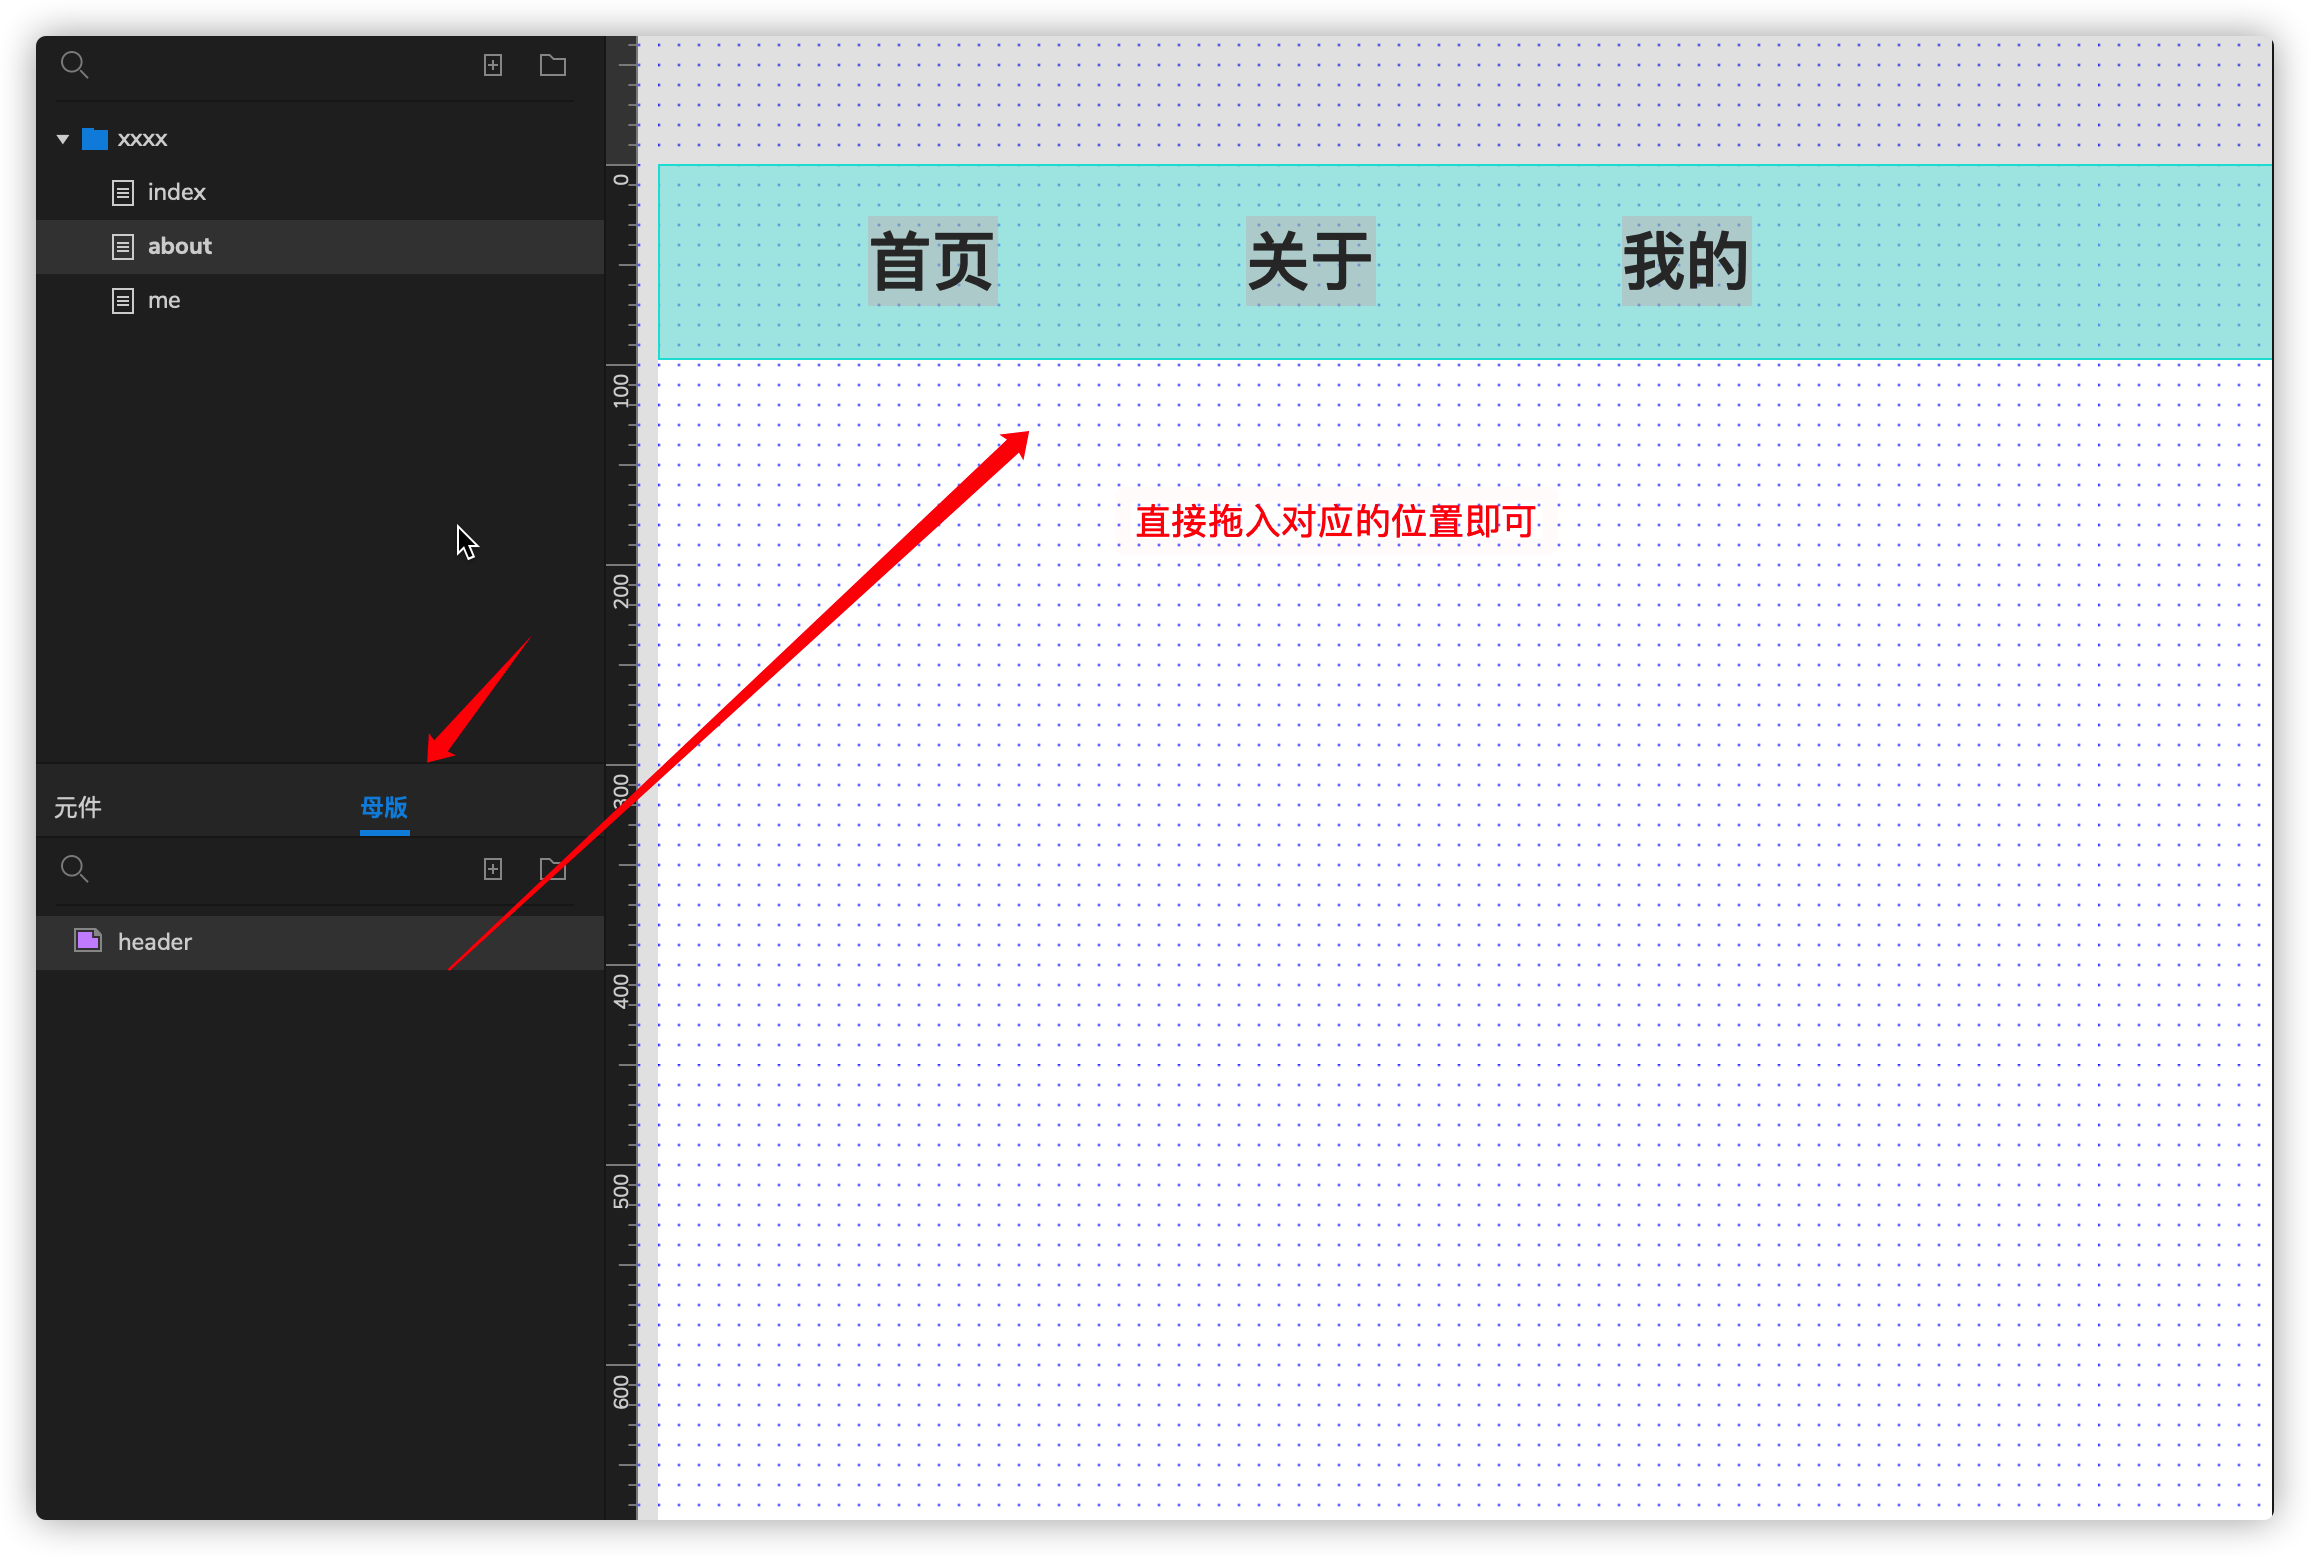 xxxx
index
about
me
元件
母版
header
0
100
200
300
400
500
600
首页
关于
我的
直接拖入对应的位置即可